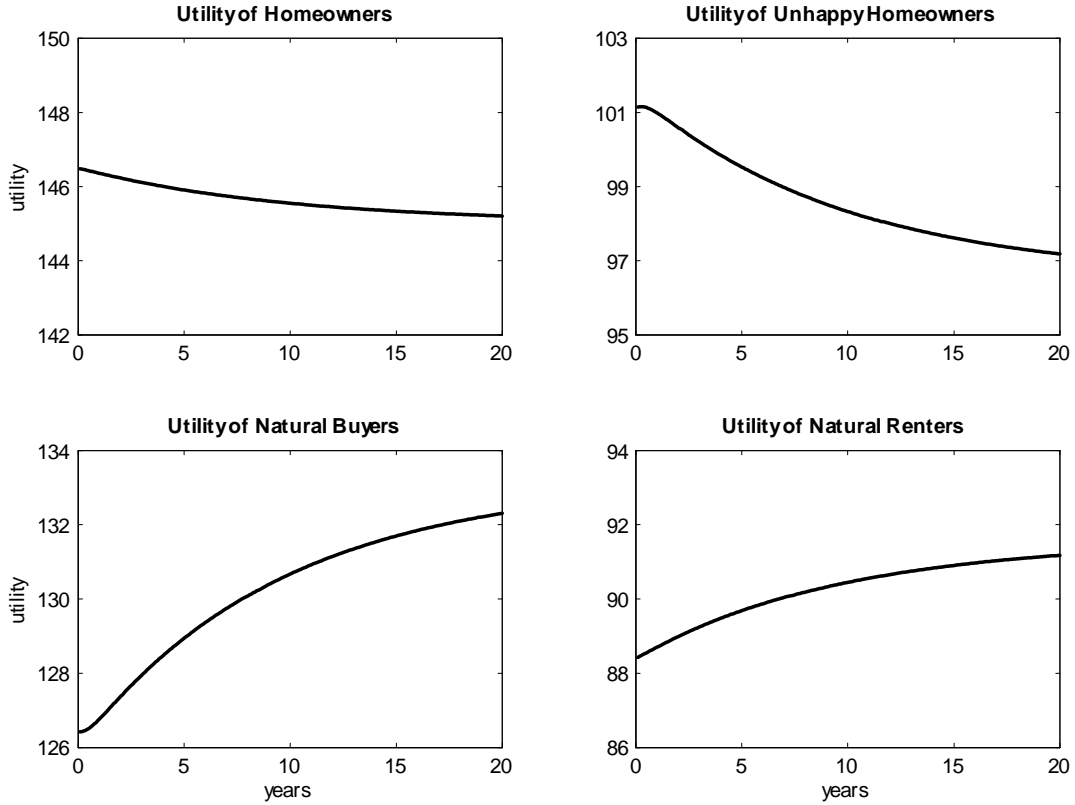 Utility of Homeowners
150
148
146
144
142
utility
0 5 10 15 20
Utility of Unhappy Homeowners
103
101
99
97
95
0 5 10 15 20
Utility of Natural Buyers
134
132
130
128
126
utility
0 5 10 15 20
years
Utility of Natural Renters
94
92
90
88
86
0 5 10 15 20
years